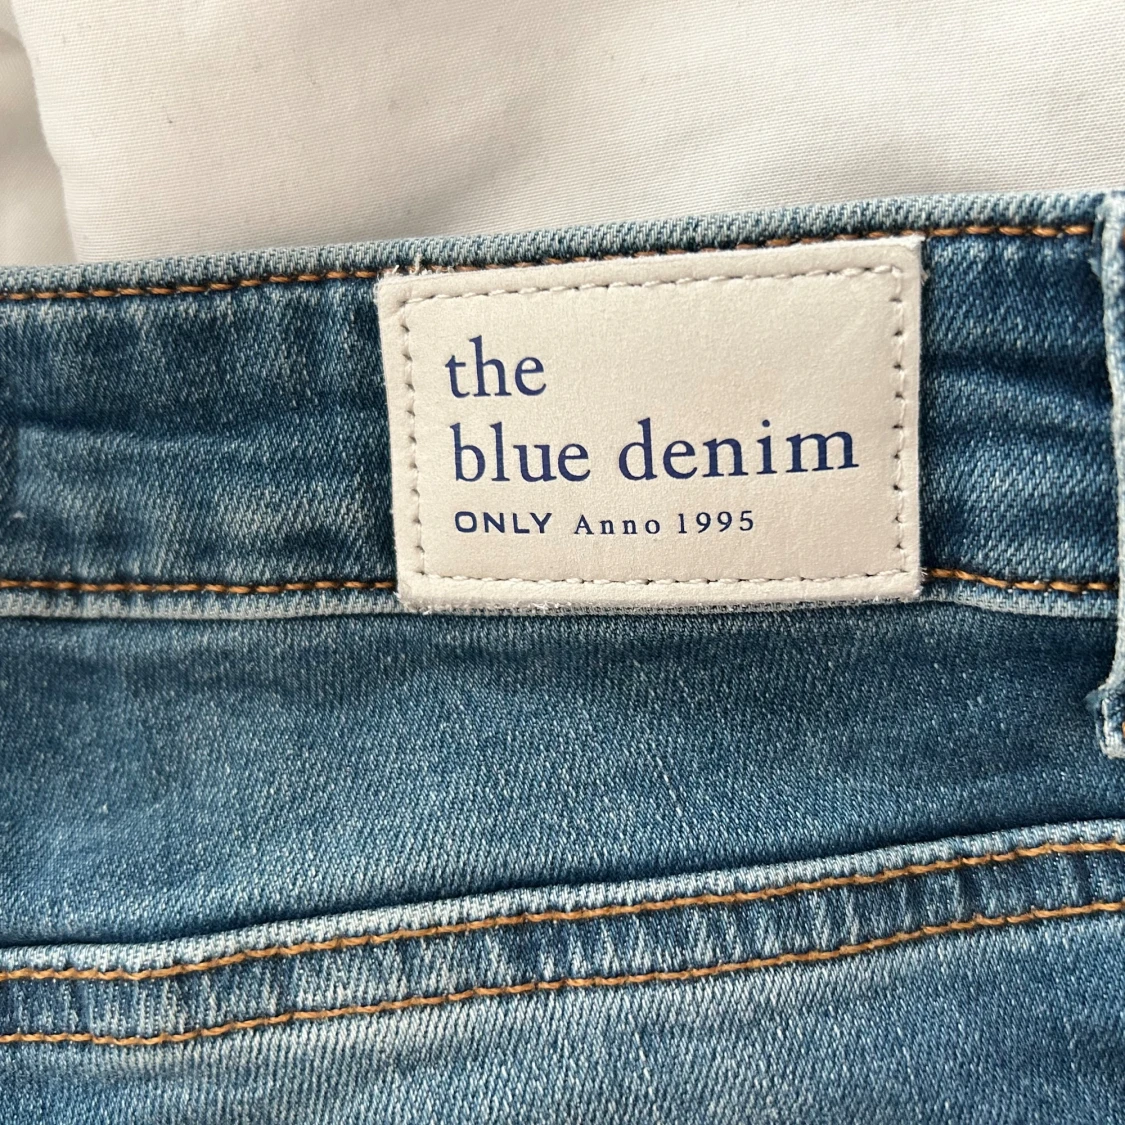 the
blue denim
ONLY Anno 1995